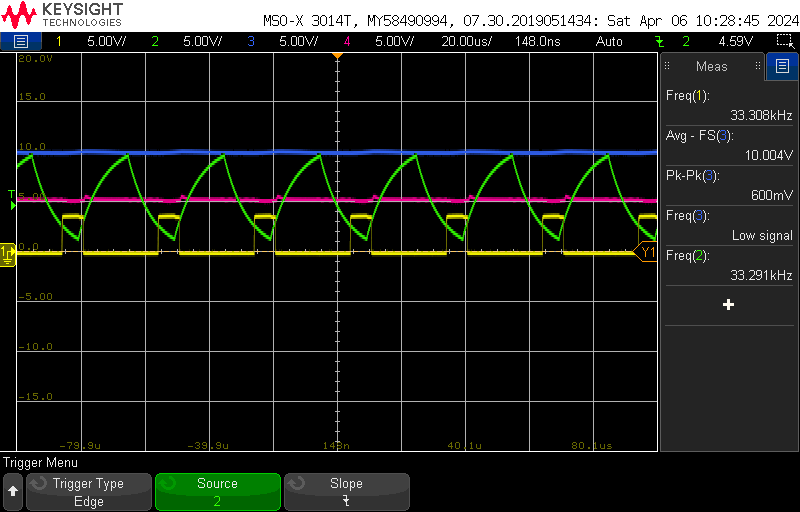 KEYSIGHT
TECHNOLOGIES
MSO-X 3014T, MY58490994, 07.30.2019051434: Sat Apr 06 10:28:45 2024
1 5.00V/ 2 5.00V/ 3 5.00V/ 4 5.00V/ 20.00us/ 148.0ns Auto 2 4.59V
20.0V
15.0
10.0
5.00
0.0
-5.00
-10.0
-15.0
T
1
Y1
-79.9u -39.9u 148n 40.1u 80.1us
Meas
Freq(1):
33.308kHz
Avg - FS(3):
10.004V
Pk-Pk(3):
600mV
Freq(3):
Low signal
Freq(2):
33.291kHz
Trigger Menu
Trigger Type
Edge
Source
2
Slope